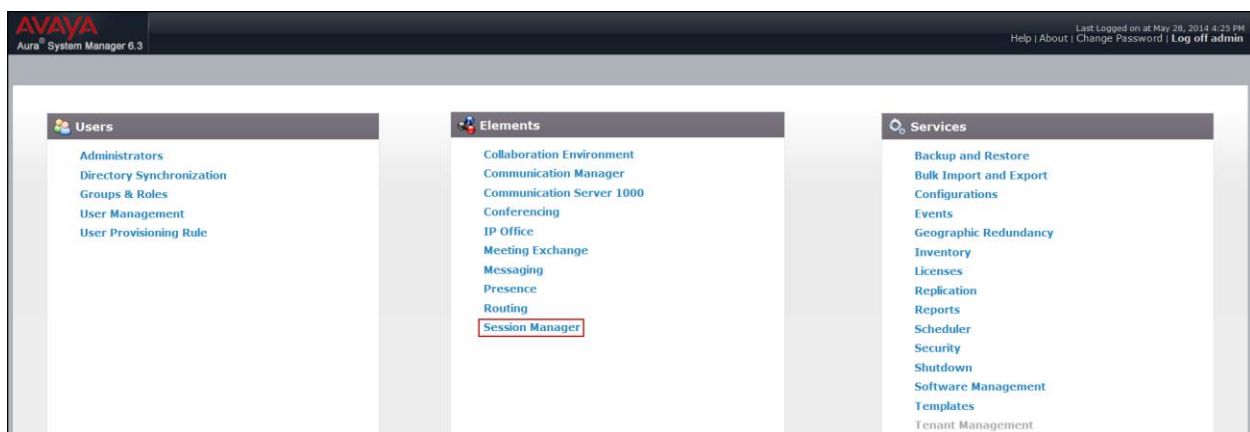 AVAYA
Aura® System Manager 6.3
Last Logged on at May 28, 2014 4:25 PM
Help | About | Change Password | Log off admin
Users
Administrators
Directory Synchronization
Groups & Roles
User Management
User Provisioning Rule
Elements
Collaboration Environment
Communication Manager
Communication Server 1000
Conferencing
IP Office
Meeting Exchange
Messaging
Presence
Routing
Session Manager
Services
Backup and Restore
Bulk Import and Export
Configurations
Events
Geographic Redundancy
Inventory
Licenses
Replication
Reports
Scheduler
Security
Shutdown
Software Management
Templates
Tenant Management